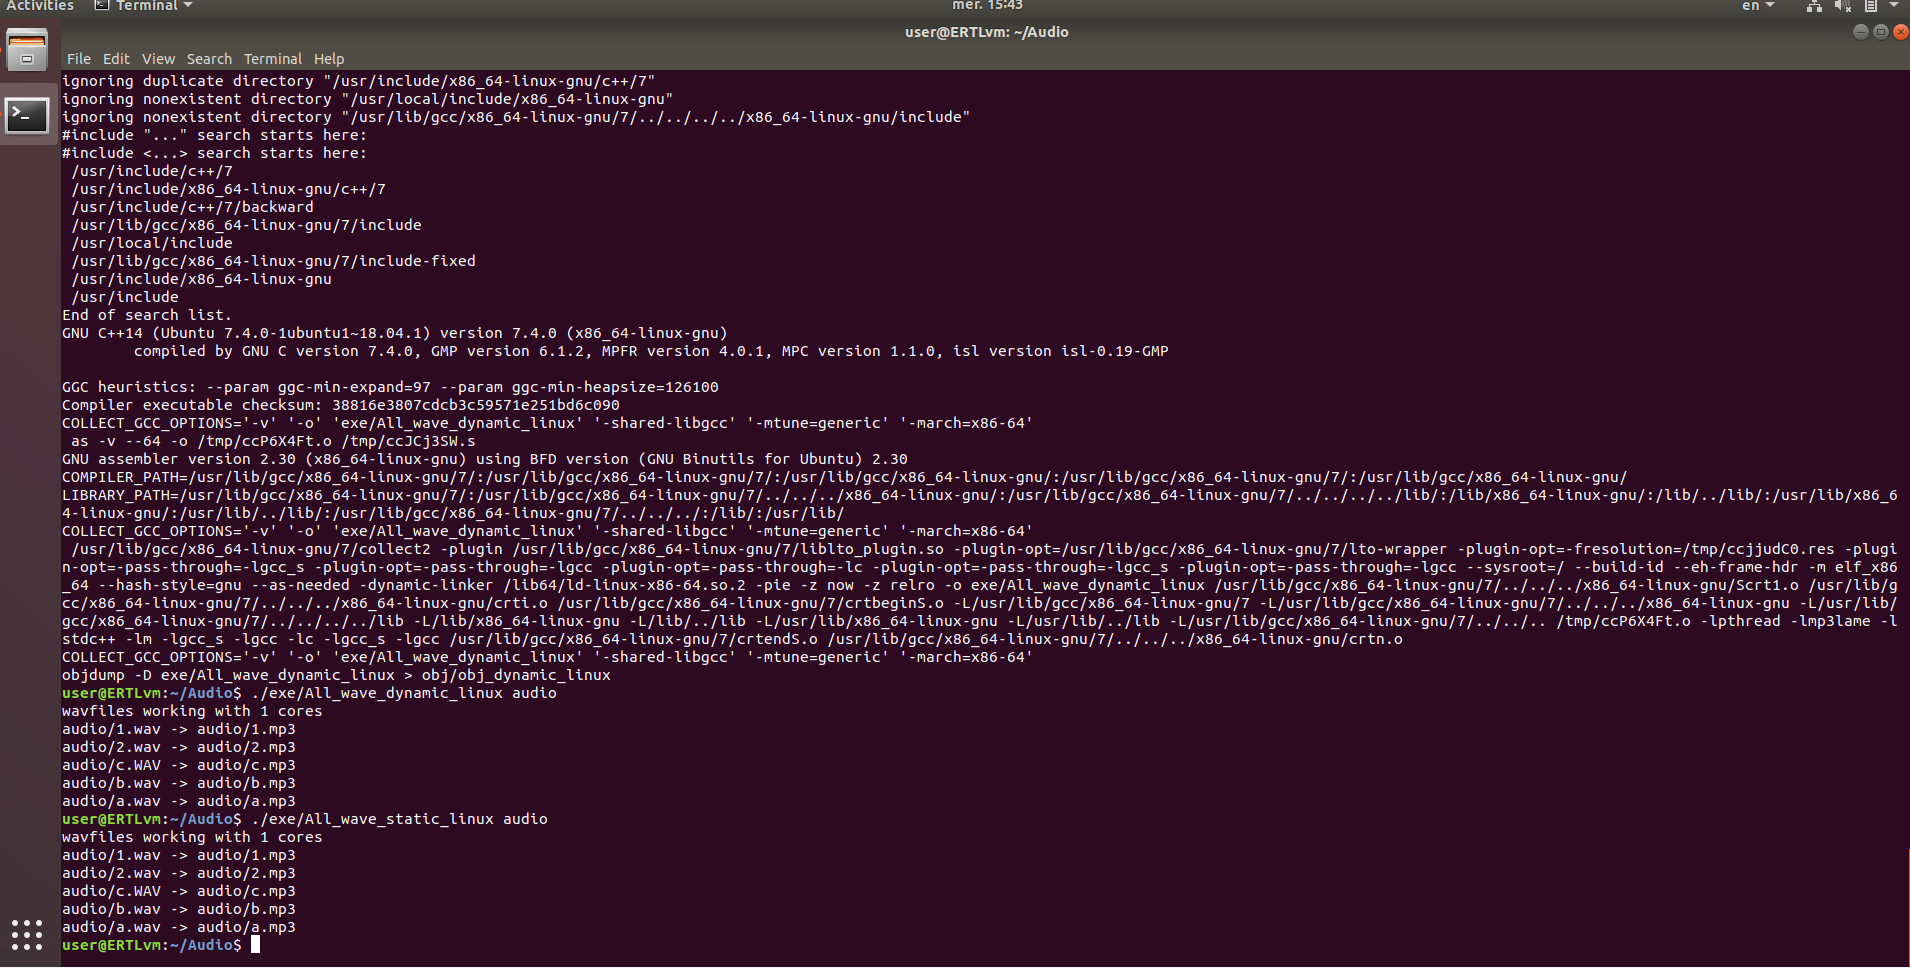 Activities Terminal mer. 15:43 en
user@ERTLvm: ~/Audio
File Edit View Search Terminal Help
ignoring duplicate directory "/usr/include/x86_64-linux-gnu/c++/7"
ignoring nonexistent directory "/usr/local/include/x86_64-linux-gnu"
ignoring nonexistent directory "/usr/lib/gcc/x86_64-linux-gnu/7/../../../../x86_64-linux-gnu/include"
#include "..." search starts here:
#include <...> search starts here:
 /usr/include/c++/7
 /usr/include/x86_64-linux-gnu/c++/7
 /usr/include/c++/7/backward
 /usr/lib/gcc/x86_64-linux-gnu/7/include
 /usr/local/include
 /usr/lib/gcc/x86_64-linux-gnu/7/include-fixed
 /usr/include/x86_64-linux-gnu
 /usr/include
End of search list.
GNU C++14 (Ubuntu 7.4.0-1ubuntu1~18.04.1) version 7.4.0 (x86_64-linux-gnu)
        compiled by GNU C version 7.4.0, GMP version 6.1.2, MPFR version 4.0.1, MPC version 1.1.0, isl version isl-0.19-GMP

GGC heuristics: --param ggc-min-expand=97 --param ggc-min-heapsize=126100
Compiler executable checksum: 38816e3807cdcb3c59571e251bd6c090
COLLECT_GCC_OPTIONS='-v' '-o' 'exe/All_wave_dynamic_linux' '-shared-libgcc' '-mtune=generic' '-march=x86-64'
 as -v --64 -o /tmp/ccP6X4Ft.o /tmp/ccJCj3SW.s
GNU assembler version 2.30 (x86_64-linux-gnu) using BFD version (GNU Binutils for Ubuntu) 2.30
COMPILER_PATH=/usr/lib/gcc/x86_64-linux-gnu/7/:/usr/lib/gcc/x86_64-linux-gnu/7/:/usr/lib/gcc/x86_64-linux-gnu/:/usr/lib/gcc/x86_64-linux-gnu/7/:/usr/lib/gcc/x86_64-linux-gnu/
LIBRARY_PATH=/usr/lib/gcc/x86_64-linux-gnu/7/:/usr/lib/gcc/x86_64-linux-gnu/7/../../../x86_64-linux-gnu/:/usr/lib/gcc/x86_64-linux-gnu/7/../../../../lib/:/lib/x86_64-linux-gnu/:/lib/../lib/:/usr/lib/x86_6
4-linux-gnu/:/usr/lib/../lib/:/usr/lib/gcc/x86_64-linux-gnu/7/../../../:/lib/:/usr/lib/
COLLECT_GCC_OPTIONS='-v' '-o' 'exe/All_wave_dynamic_linux' '-shared-libgcc' '-mtune=generic' '-march=x86-64'
 /usr/lib/gcc/x86_64-linux-gnu/7/collect2 -plugin /usr/lib/gcc/x86_64-linux-gnu/7/liblto_plugin.so -plugin-opt=/usr/lib/gcc/x86_64-linux-gnu/7/lto-wrapper -plugin-opt=-fresolution=/tmp/ccjjudC0.res -plugi
n-opt=-pass-through=-lgcc_s -plugin-opt=-pass-through=-lgcc -plugin-opt=-pass-through=-lc -plugin-opt=-pass-through=-lgcc_s -plugin-opt=-pass-through=-lgcc --sysroot=/ --build-id --eh-frame-hdr -m elf_x86
_64 --hash-style=gnu --as-needed -dynamic-linker /lib64/ld-linux-x86-64.so.2 -pie -z now -z relro -o exe/All_wave_dynamic_linux /usr/lib/gcc/x86_64-linux-gnu/7/../../../x86_64-linux-gnu/Scrt1.o /usr/lib/g
cc/x86_64-linux-gnu/7/../../../x86_64-linux-gnu/crti.o /usr/lib/gcc/x86_64-linux-gnu/7/crtbeginS.o -L/usr/lib/gcc/x86_64-linux-gnu/7 -L/usr/lib/gcc/x86_64-linux-gnu/7/../../../x86_64-linux-gnu -L/usr/lib/
gcc/x86_64-linux-gnu/7/../../../../lib -L/lib/x86_64-linux-gnu -L/lib/../lib -L/usr/lib/x86_64-linux-gnu -L/usr/lib/../lib -L/usr/lib/gcc/x86_64-linux-gnu/7/../../.. /tmp/ccP6X4Ft.o -lpthread -lmp3lame -l
stdc++ -lm -lgcc_s -lgcc -lc -lgcc_s -lgcc /usr/lib/gcc/x86_64-linux-gnu/7/crtendS.o /usr/lib/gcc/x86_64-linux-gnu/7/../../../x86_64-linux-gnu/crtn.o
COLLECT_GCC_OPTIONS='-v' '-o' 'exe/All_wave_dynamic_linux' '-shared-libgcc' '-mtune=generic' '-march=x86-64'
objdump -D exe/All_wave_dynamic_linux > obj/obj_dynamic_linux
user@ERTLvm:~/Audio$ ./exe/All_wave_dynamic_linux audio
wavfiles working with 1 cores
audio/1.wav -> audio/1.mp3
audio/2.wav -> audio/2.mp3
audio/c.WAV -> audio/c.mp3
audio/b.wav -> audio/b.mp3
audio/a.wav -> audio/a.mp3
user@ERTLvm:~/Audio$ ./exe/All_wave_static_linux audio
wavfiles working with 1 cores
audio/1.wav -> audio/1.mp3
audio/2.wav -> audio/2.mp3
audio/c.WAV -> audio/c.mp3
audio/b.wav -> audio/b.mp3
audio/a.wav -> audio/a.mp3
user@ERTLvm:~/Audio$